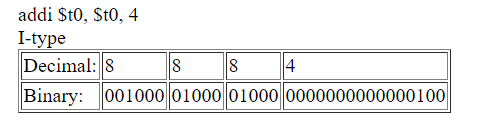 addi $t0, $t0, 4
I-type
Decimal: 8 8 8 4
Binary: 001000 01000 01000 0000000000000100